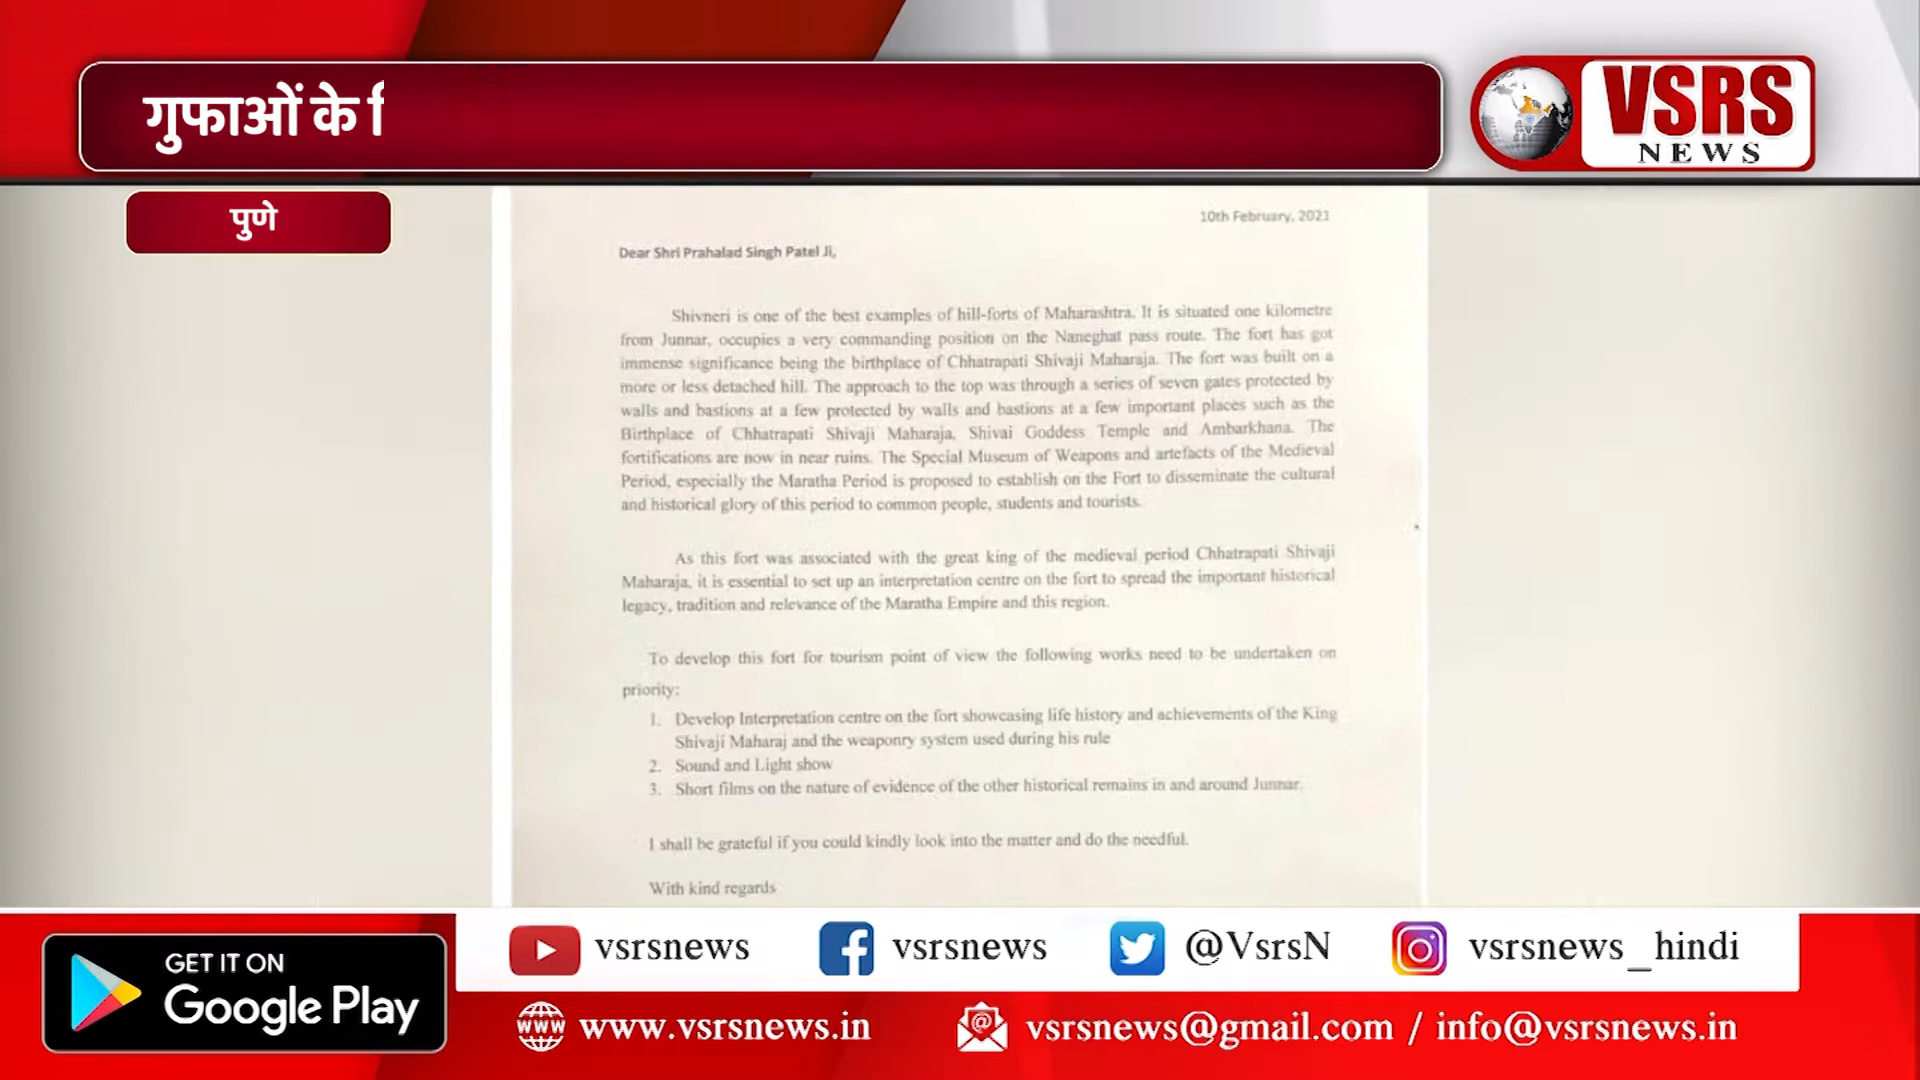 गुफाओं के
VSRS
NEWS
पुणे
10th February, 2021
Dear Shri Prahalad Singh Patel Ji,
Shivneri is one of the best examples of hill-forts of Maharashtra. It is situated one kilometre
from Junnar, occupies a very commanding position on the Naneghat pass route. The fort has got
immense significance being the birthplace of Chhatrapati Shivaji Maharaja. The fort was built on a
more or less detached hill. The approach to the top was through a series of seven gates protected by
walls and bastions at a few protected by walls and bastions at a few important places such as the
Birthplace of Chhatrapati Shivaji Maharaja, Shivai Goddess Temple and Ambarkhana. The
fortifications are now in near ruins. The Special Museum of Weapons and artefacts of the Medieval
Period, especially the Maratha Period is proposed to establish on the Fort to disseminate the cultural
and historical glory of this period to common people, students and tourists.
As this fort was associated with the great king of the medieval period Chhatrapati Shivaji
Maharaja, it is essential to set up an interpretation centre on the fort to spread the important historical
legacy, tradition and relevance of the Maratha Empire and this region.
To develop this fort for tourism point of view the following works need to be undertaken on
priority:
1. Develop Interpretation centre on the fort showcasing life history and achievements of the King
Shivaji Maharaj and the weaponry system used during his rule
2. Sound and Light show
3. Short films on the nature of evidence of the other historical remains in and around Junnar.
I shall be grateful if you could kindly look into the matter and do the needful.
With kind regards
GET IT ON
Google Play
vsrsnews
vsrsnews
@VsrsN
vsrsnews_hindi
www
www.vsrsnews.in
vsrsnews@gmail.com / info@vsrsnews.in